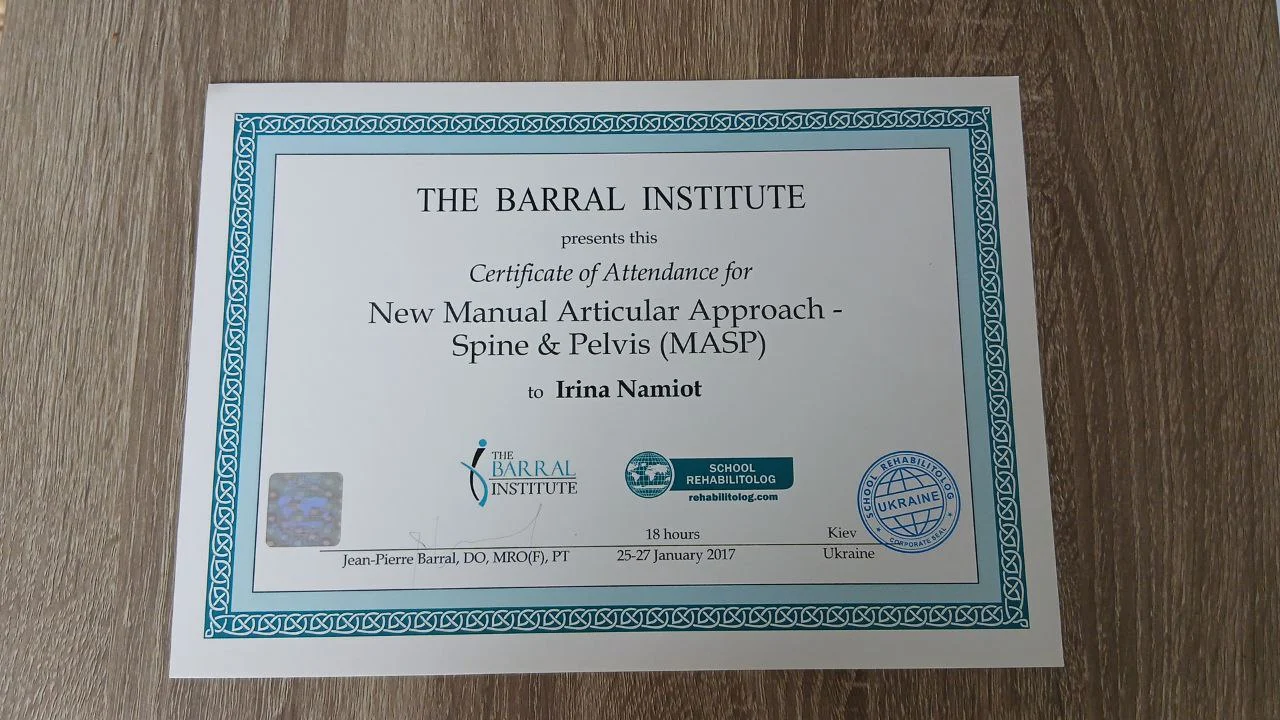 THE BARRAL INSTITUTE
presents this
Certificate of Attendance for
New Manual Articular Approach -
Spine & Pelvis (MASP)
to Irina Namiot
THE
BARRAL
INSTITUTE
SCHOOL
REHABILITOLOG
rehabilitolog.com
SCHOOL REHABILITOLOG
UKRAINE
CORPORATE SEAL
18 hours
Kiev
Jean-Pierre Barral, DO, MRO(F), PT
25-27 January 2017
Ukraine